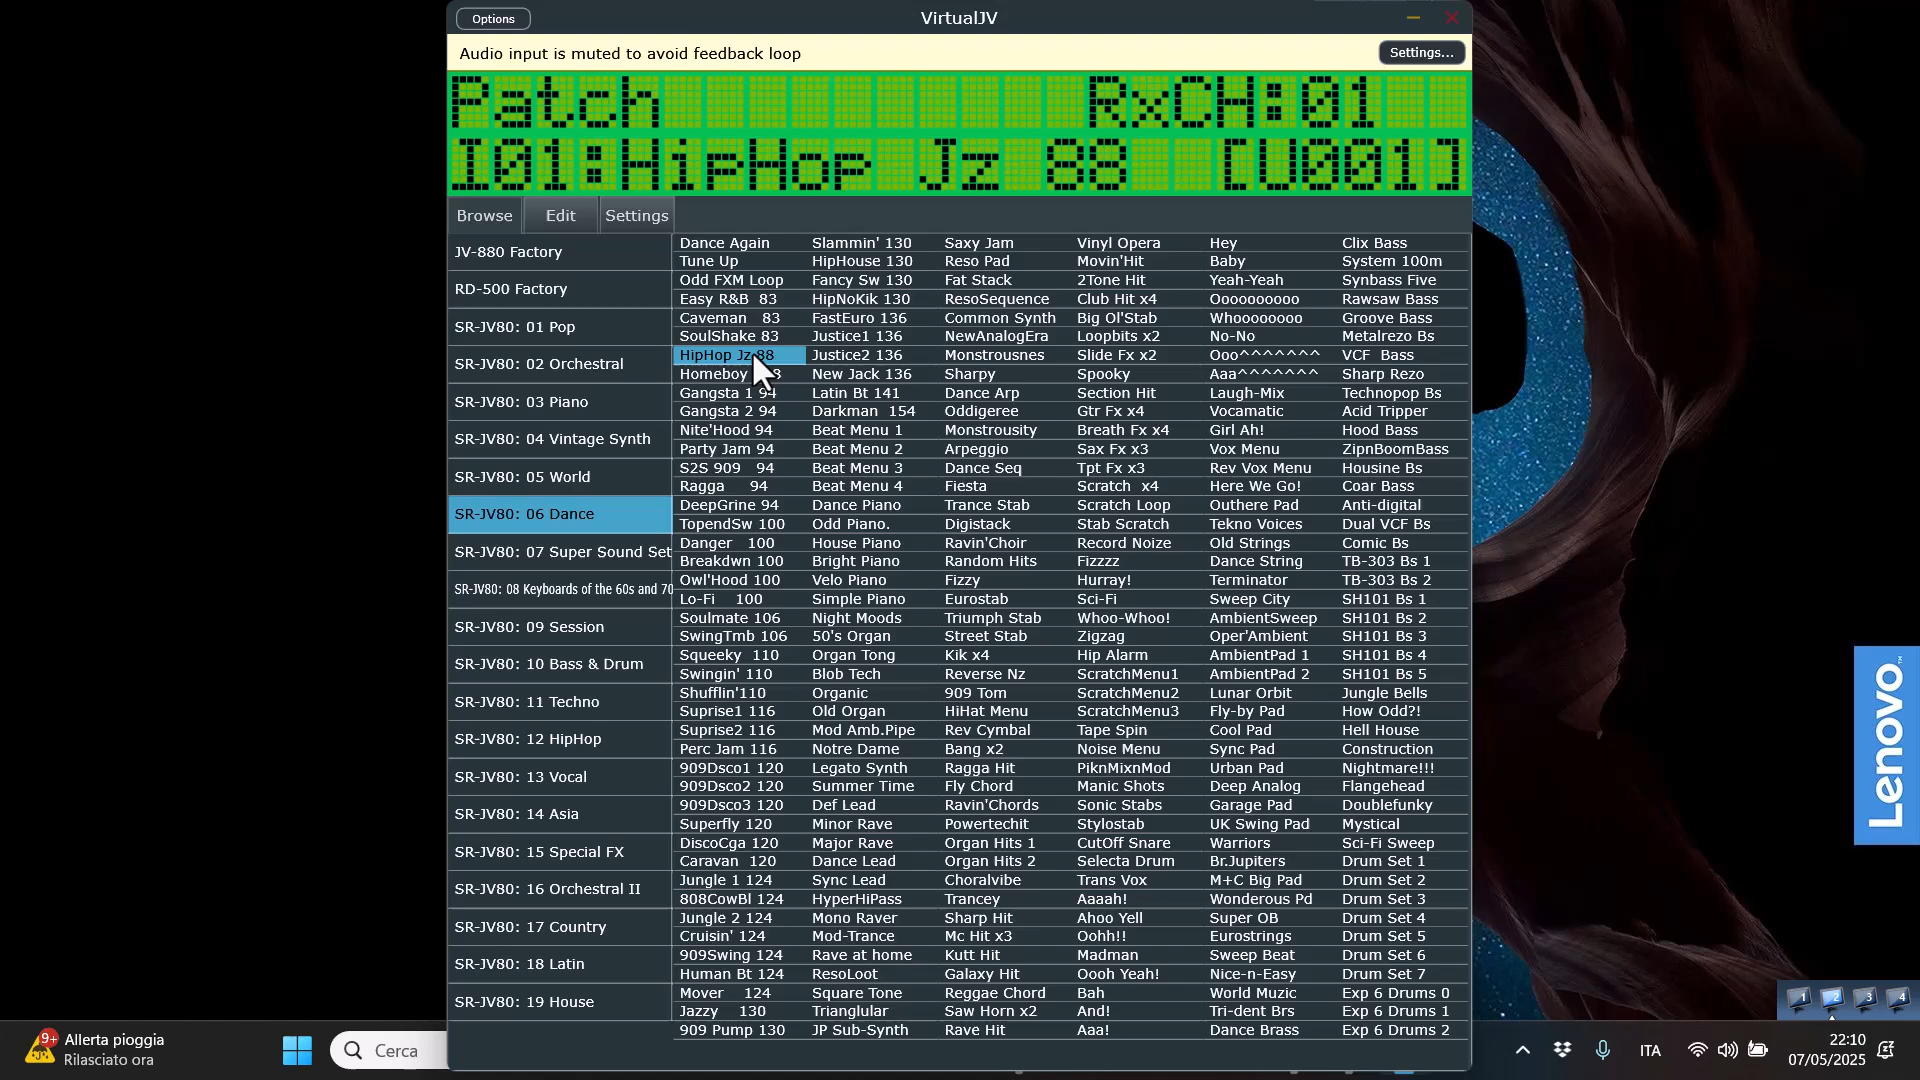 Options
VirtualJV
Audio input is muted to avoid feedback loop
Settings...
Patch RxCH:01
I01:HipHop Jz 88 [U001]
Browse
Edit
Settings
JV-880 Factory
RD-500 Factory
SR-JV80: 01 Pop
SR-JV80: 02 Orchestral
SR-JV80: 03 Piano
SR-JV80: 04 Vintage Synth
SR-JV80: 05 World
SR-JV80: 06 Dance
SR-JV80: 07 Super Sound Set
SR-JV80: 08 Keyboards of the 60s and 70
SR-JV80: 09 Session
SR-JV80: 10 Bass & Drum
SR-JV80: 11 Techno
SR-JV80: 12 HipHop
SR-JV80: 13 Vocal
SR-JV80: 14 Asia
SR-JV80: 15 Special FX
SR-JV80: 16 Orchestral II
SR-JV80: 17 Country
SR-JV80: 18 Latin
SR-JV80: 19 House
Dance Again Slammin' 130 Saxy Jam Vinyl Opera Hey Clix Bass
Tune Up HipHouse 130 Reso Pad Movin'Hit Baby System 100m
Odd FXM Loop Fancy Sw 130 Fat Stack 2Tone Hit Yeah-Yeah Synbass Five
Easy R&B 83 HipNoKik 130 ResoSequence Club Hit x4 Oooooooooo Rawsaw Bass
Caveman 83 FastEuro 136 Common Synth Big Ol'Stab Whoooooooo Groove Bass
SoulShake 83 Justice1 136 NewAnalogEra Loopbits x2 No-No Metalrezo Bs
HipHop Jz 88 Justice2 136 Monstrousnes Slide Fx x2 Ooo^^^^^^^ VCF Bass
Homeboy New Jack 136 Sharpy Spooky Aaa^^^^^^^ Sharp Rezo
Gangsta 1 94 Latin Bt 141 Dance Arp Section Hit Laugh-Mix Technopop Bs
Gangsta 2 94 Darkman 154 Oddigeree Gtr Fx x4 Vocamatic Acid Tripper
Nite'Hood 94 Beat Menu 1 Monstrousity Breath Fx x4 Girl Ah! Hood Bass
Party Jam 94 Beat Menu 2 Arpeggio Sax Fx x3 Vox Menu ZipnBoomBass
S2S 909 94 Beat Menu 3 Dance Seq Tpt Fx x3 Rev Vox Menu Housine Bs
Ragga 94 Beat Menu 4 Fiesta Scratch x4 Here We Go! Coar Bass
DeepGrine 94 Dance Piano Trance Stab Scratch Loop Outhere Pad Anti-digital
TopendSw 100 Odd Piano. Digistack Stab Scratch Tekno Voices Dual VCF Bs
Danger 100 House Piano Ravin'Choir Record Noize Old Strings Comic Bs
Breakdwn 100 Bright Piano Random Hits Fizzzz Dance String TB-303 Bs 1
Owl'Hood 100 Velo Piano Fizzy Hurray! Terminator TB-303 Bs 2
Lo-Fi 100 Simple Piano Eurostab Sci-Fi Sweep City SH101 Bs 1
Soulmate 106 Night Moods Triumph Stab Whoo-Whoo! AmbientSweep SH101 Bs 2
SwingTmb 106 50's Organ Street Stab Zigzag Oper'Ambient SH101 Bs 3
Squeeky 110 Organ Tong Kik x4 Hip Alarm AmbientPad 1 SH101 Bs 4
Swingin' 110 Blob Tech Reverse Nz ScratchMenu1 AmbientPad 2 SH101 Bs 5
Shufflin'110 Organic 909 Tom ScratchMenu2 Lunar Orbit Jungle Bells
Suprise1 116 Old Organ HiHat Menu ScratchMenu3 Fly-by Pad How Odd?!
Suprise2 116 Mod Amb.Pipe Rev Cymbal Tape Spin Cool Pad Hell House
Perc Jam 116 Notre Dame Bang x2 Noise Menu Sync Pad Construction
909Dsco1 120 Legato Synth Ragga Hit PiknMixnMod Urban Pad Nightmare!!!
909Dsco2 120 Summer Time Fly Chord Manic Shots Deep Analog Flangehead
909Dsco3 120 Def Lead Ravin'Chords Sonic Stabs Garage Pad Doublefunky
Superfly 120 Minor Rave Powertechit Stylostab UK Swing Pad Mystical
DiscoCga 120 Major Rave Organ Hits 1 CutOff Snare Warriors Sci-Fi Sweep
Caravan 120 Dance Lead Organ Hits 2 Selecta Drum Br.Jupiters Drum Set 1
Jungle 1 124 Sync Lead Choralvibe Trans Vox M+C Big Pad Drum Set 2
808CowBl 124 HyperHiPass Trancey Aaaah! Wonderous Pd Drum Set 3
Jungle 2 124 Mono Raver Sharp Hit Ahoo Yell Super OB Drum Set 4
Cruisin' 124 Mod-Trance Mc Hit x3 Oohh!! Eurostrings Drum Set 5
909Swing 124 Rave at home Kutt Hit Madman Sweep Beat Drum Set 6
Human Bt 124 ResoLoot Galaxy Hit Oooh Yeah! Nice-n-Easy Drum Set 7
Mover 124 Square Tone Reggae Chord Bah World Muzic Exp 6 Drums 0
Jazzy 130 Trianglular Saw Horn x2 And! Tri-dent Brs Exp 6 Drums 1
909 Pump 130 JP Sub-Synth Rave Hit Aaa! Dance Brass Exp 6 Drums 2
Lenovo
1 2 3 4
9+ Allerta pioggia
Rilasciato ora
Cerca
ITA
22:10
07/05/2025